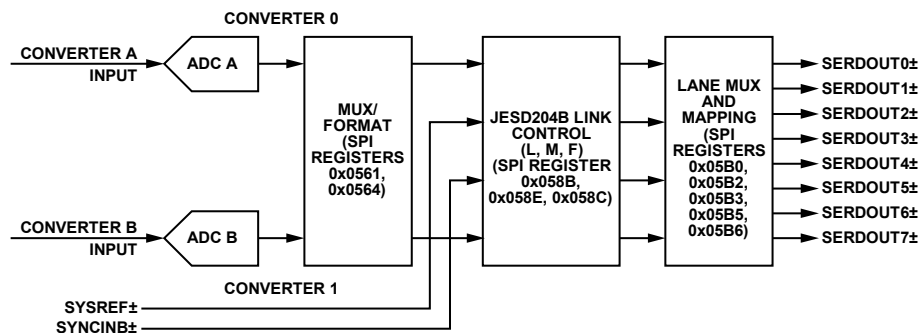 CONVERTER 0
CONVERTER A
INPUT
ADC A
MUX/
FORMAT
(SPI
REGISTERS
0x0561,
0x0564)
JESD204B LINK
CONTROL
(L, M, F)
(SPI REGISTER
0x058B,
0x058E, 0x058C)
LANE MUX
AND
MAPPING
(SPI
REGISTERS
0x05B0,
0x05B2,
0x05B3,
0x05B5,
0x05B6)
SERDOUT0±
SERDOUT1±
SERDOUT2±
SERDOUT3±
SERDOUT4±
SERDOUT5±
SERDOUT6±
SERDOUT7±
CONVERTER B
INPUT
ADC B
CONVERTER 1
SYSREF±
SYNCINB±